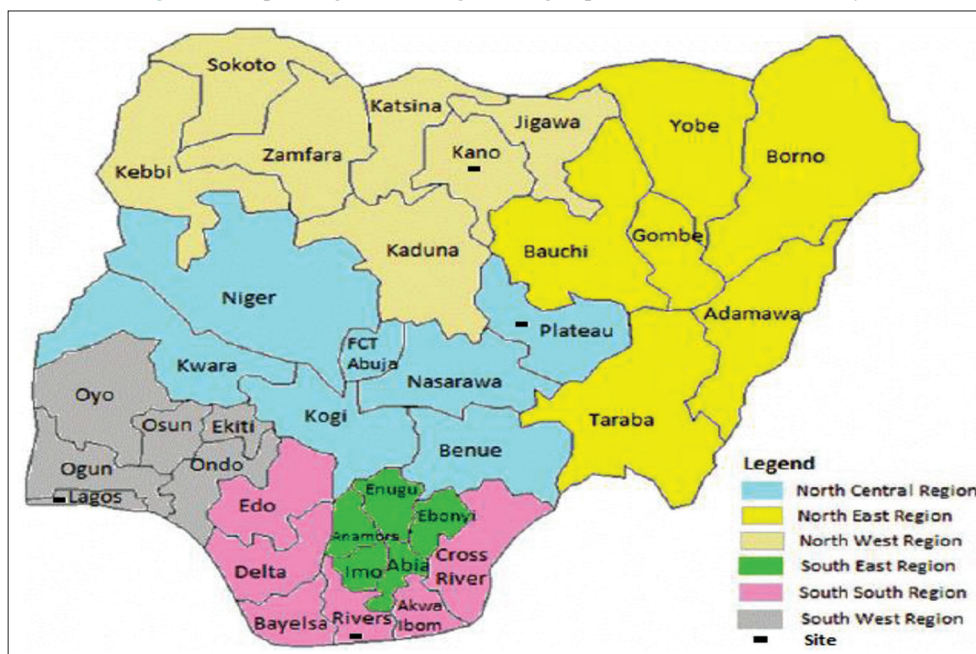 Sokoto
Katsina
Jigawa
Yobe
Kano
Borno
Zamfara
Kebbi
Kaduna
Bauchi
Gombe
Niger
Adamawa
Plateau
FCT
Abuja
Kwara
Nasarawa
Oyo
Kogi
Taraba
Osun
Ekiti
Benue
Ogun
Ondo
Lagos
Enugu
Edo
Ebonyi
Anamors
Cross
River
Abia
Imo
Delta
Akwa
Ibom
Bayelsa
Rivers
Legend
North Central Region
North East Region
North West Region
South East Region
South South Region
South West Region
Site